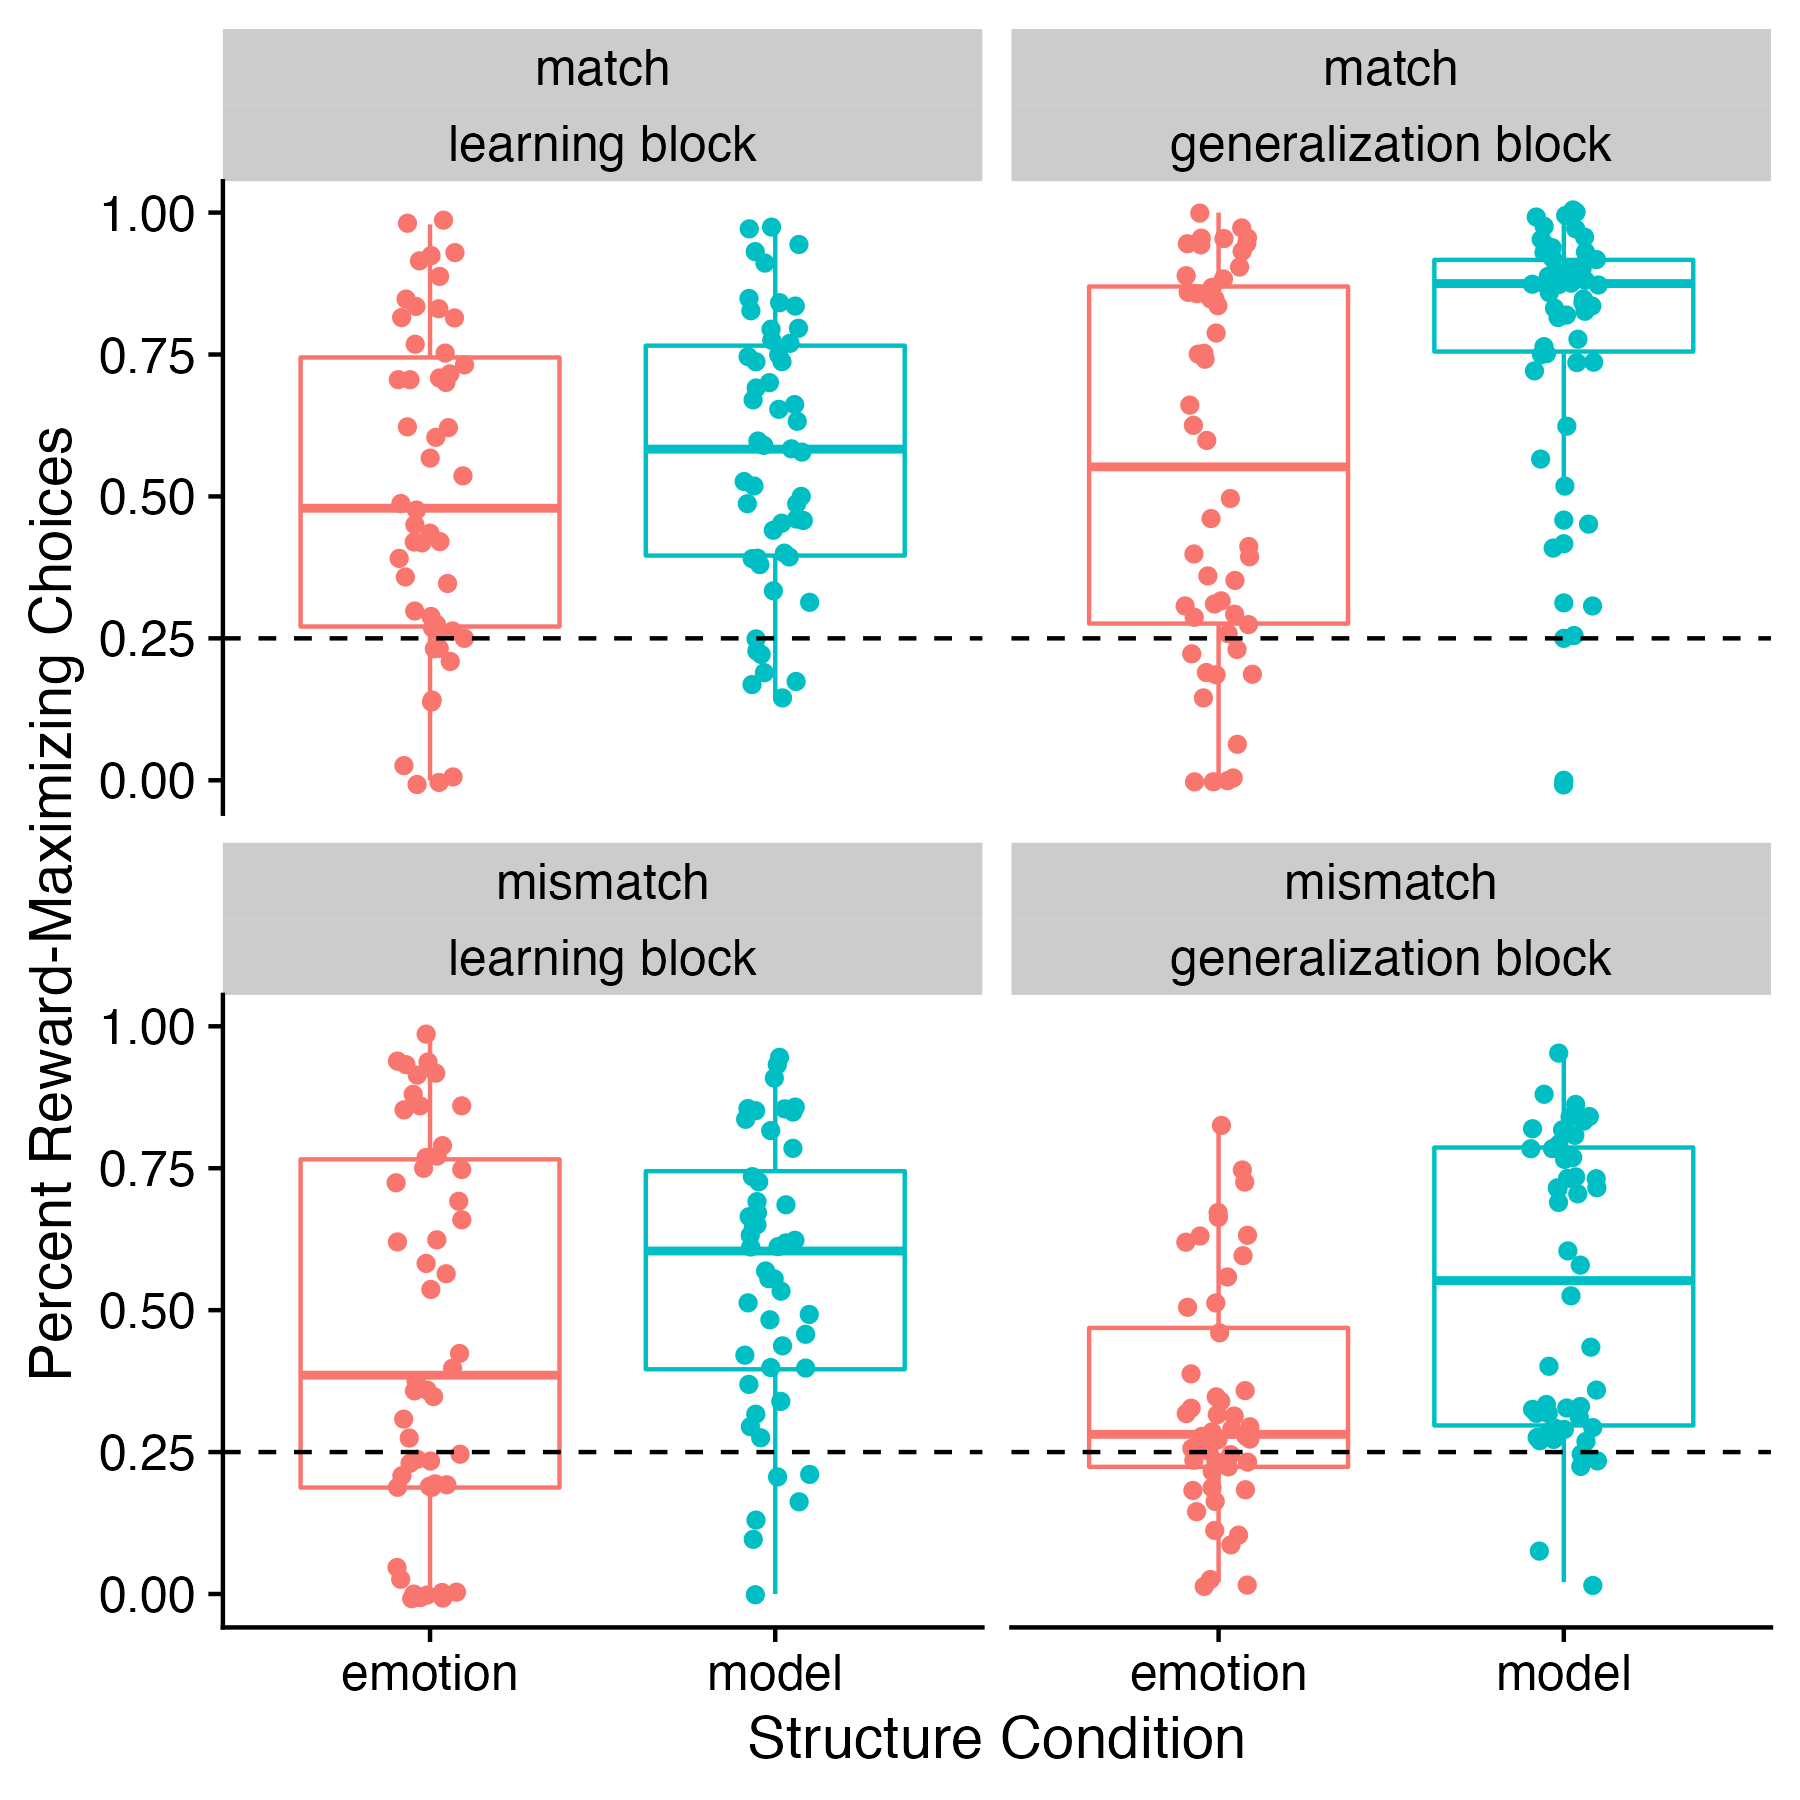 match
match
learning block
generalization block
1.00
0.75
0.50
0.25
0.00
mismatch
mismatch
learning block
generalization block
1.00
0.75
0.50
0.25
0.00
emotion
model
emotion
model
Structure Condition
Percent Reward-Maximizing Choices